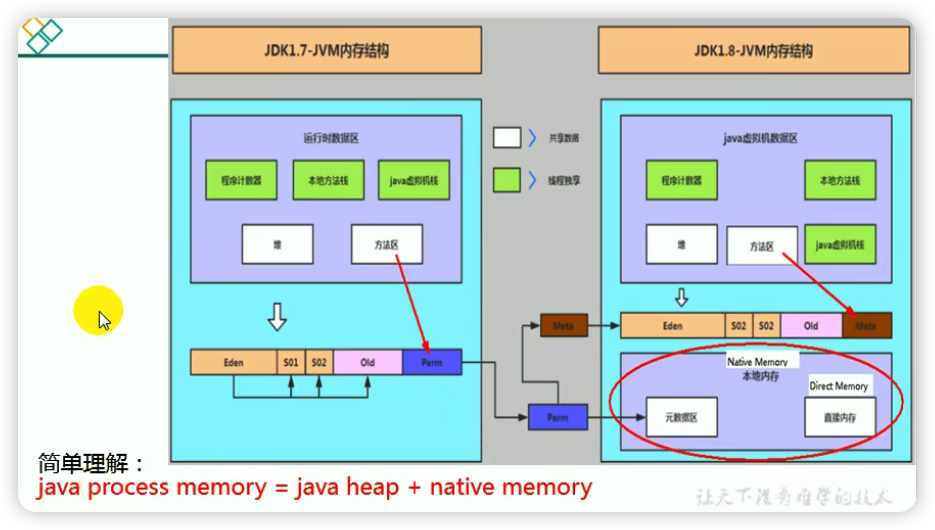 JDK1.7-JVM内存结构
JDK1.8-JVM内存结构
运行时数据区
程序计数器
本地方法栈
java虚拟机栈
堆
方法区
Eden
S01
S02
Old
Perm
共享数据
线程独享
Meta
Perm
java虚拟机数据区
程序计数器
本地方法栈
堆
方法区
java虚拟机栈
Eden
S02
S02
Old
Meta
Native Memory
本地内存
Direct Memory
元数据区
直接内存
简单理解：
java process memory = java heap + native memory
让天下没有难学的技术